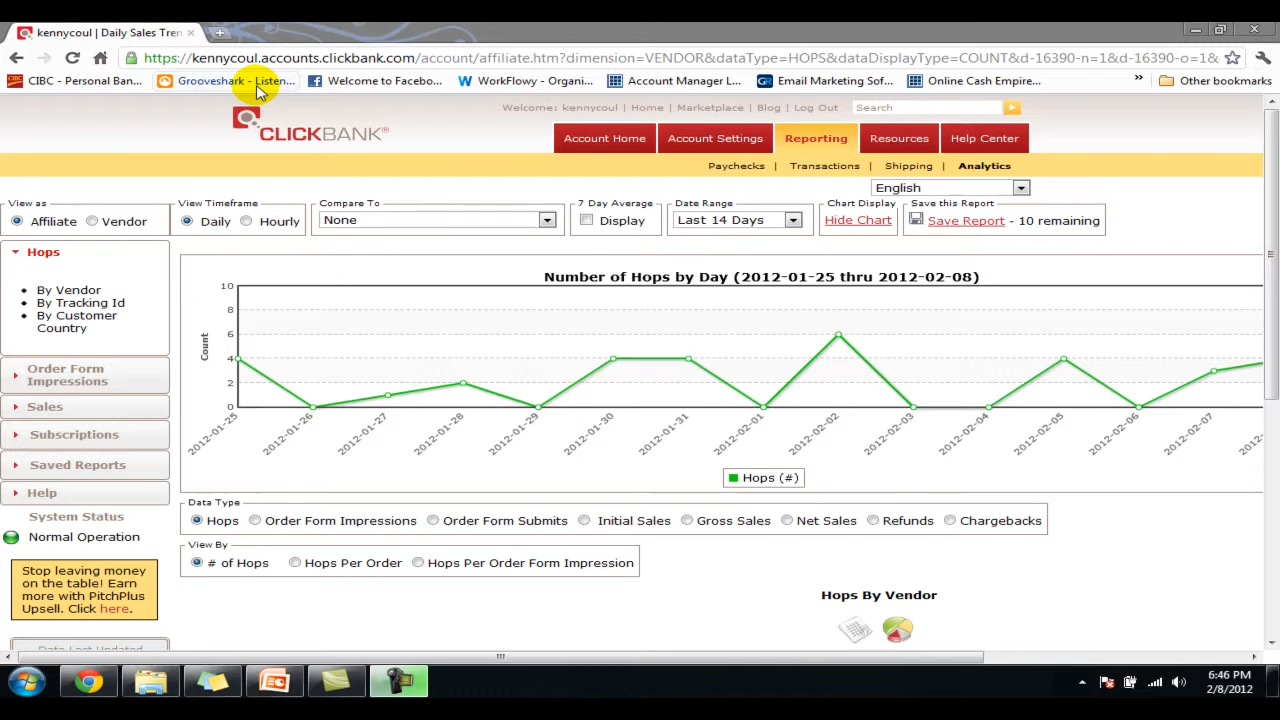 kennycoul | Daily Sales Tren
https://kennycoul.accounts.clickbank.com/account/affiliate.htm?dimension=VENDOR&dataType=HOPS&dataDisplayType=COUNT&d-16390-n=1&d-16390-o=1&
CIBC - Personal Ban... Grooveshark - Listen... Welcome to Facebo... WorkFlowy - Organi... Account Manager L... Email Marketing Sof... Online Cash Empire... » Other bookmarks
Welcome: kennycoul | Home | Marketplace | Blog | Log Out Search
CLICKBANK®
Account Home Account Settings Reporting Resources Help Center
Paychecks | Transactions | Shipping | Analytics
English
View as View Timeframe Compare To 7 Day Average Date Range Chart Display Save this Report
Affiliate Vendor Daily Hourly None Display Last 14 Days Hide Chart Save Report - 10 remaining
Hops
By Vendor
By Tracking Id
By Customer
Country
Order Form
Impressions
Sales
Subscriptions
Saved Reports
Help
System Status
Normal Operation
Stop leaving money
on the table! Earn
more with PitchPlus
Upsell. Click here.
Data Last Updated
Number of Hops by Day (2012-01-25 thru 2012-02-08)
Count
10
8
6
4
2
0
2012-01-25 2012-01-26 2012-01-27 2012-01-28 2012-01-29 2012-01-30 2012-01-31 2012-02-01 2012-02-02 2012-02-03 2012-02-04 2012-02-05 2012-02-06 2012-02-07
Hops (#)
Data Type
Hops Order Form Impressions Order Form Submits Initial Sales Gross Sales Net Sales Refunds Chargebacks
View By
# of Hops Hops Per Order Hops Per Order Form Impression
Hops By Vendor
6:46 PM
2/8/2012